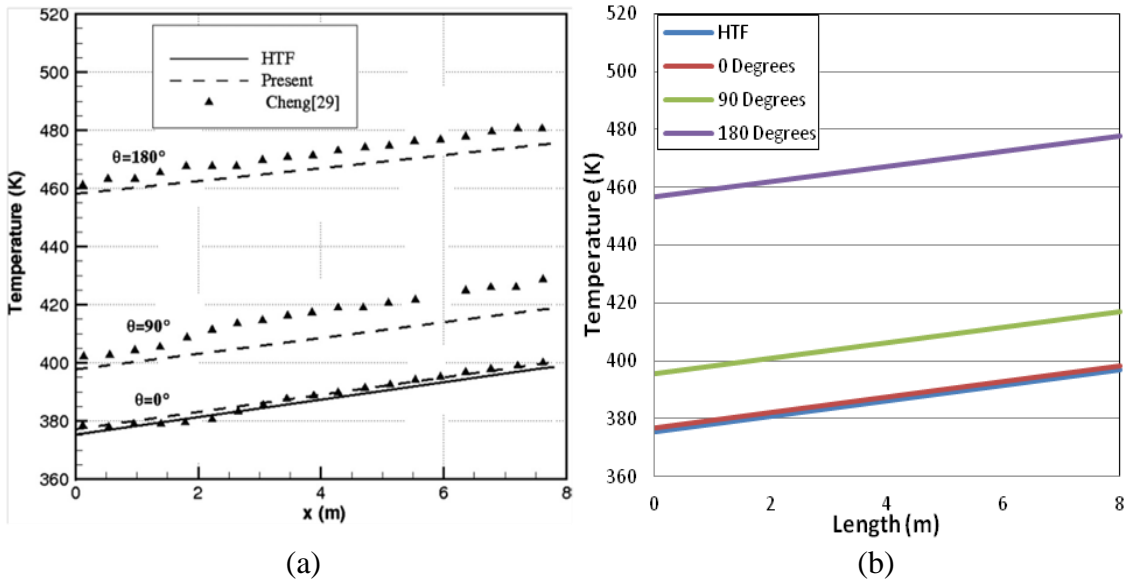 520
500
480
460
440
420
400
380
360
0
2
4
6
8
Temperature (K)
x (m)
HTF
Present
Cheng[29]
θ=180°
θ=90°
θ=0°
(a)
520
500
480
460
440
420
400
380
360
0
2
4
6
8
Temperature (K)
Length (m)
HTF
0 Degrees
90 Degrees
180 Degrees
(b)